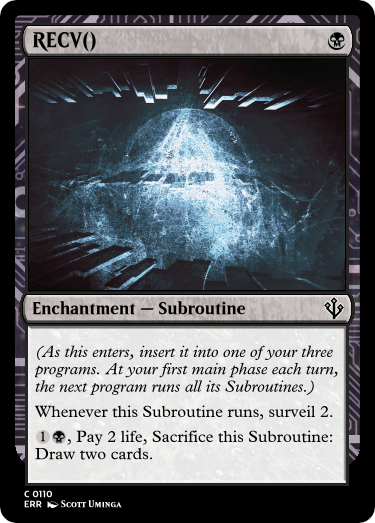 RECV()
Enchantment — Subroutine
(As this enters, insert it into one of your three
programs. At your first main phase each turn,
the next program runs all its Subroutines.)
Whenever this Subroutine runs, surveil 2.
1 , Pay 2 life, Sacrifice this Subroutine:
Draw two cards.
C 0110
ERR Scott Uminga